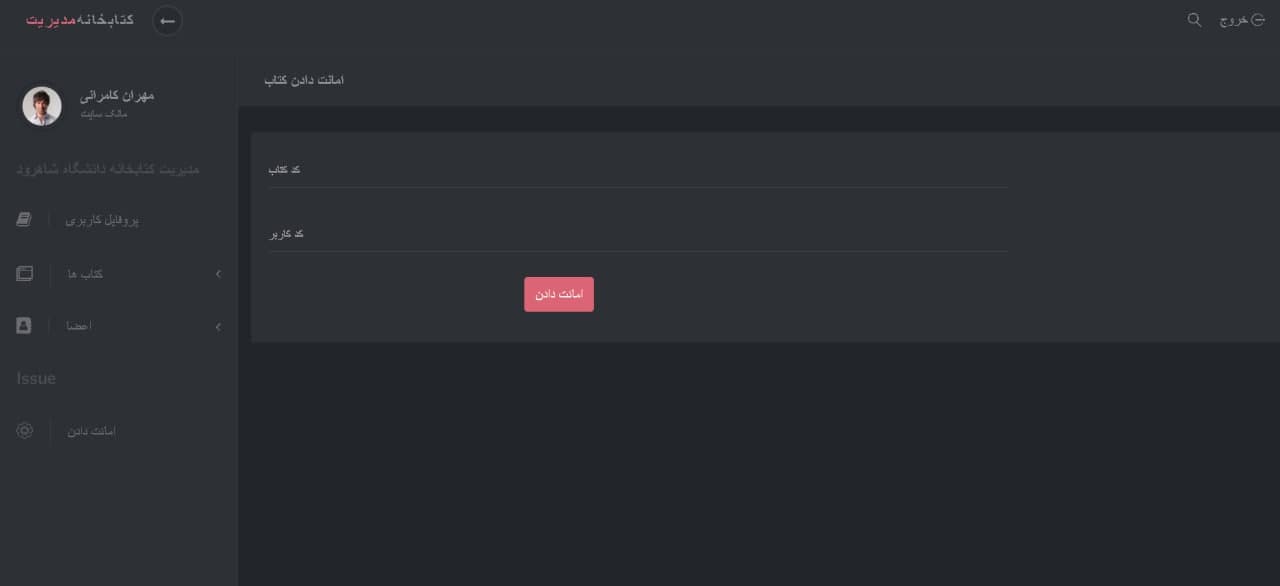 مدیریت کتابخانه
خروج
مهران کامرانی
مالک سایت
مدیریت کتابخانه دانشگاه شاهرود
پروفایل کاربری
کتاب ها
اعضا
Issue
امانت دادن
امانت دادن کتاب
کد کتاب
کد کاربر
امانت دادن